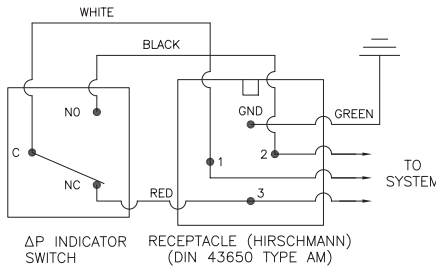 WHITE
BLACK
NO
GND
GREEN
C
1
2
NC
RED
3
TO
SYSTEM
ΔP INDICATOR
SWITCH
RECEPTACLE (HIRSCHMANN)
(DIN 43650 TYPE AM)